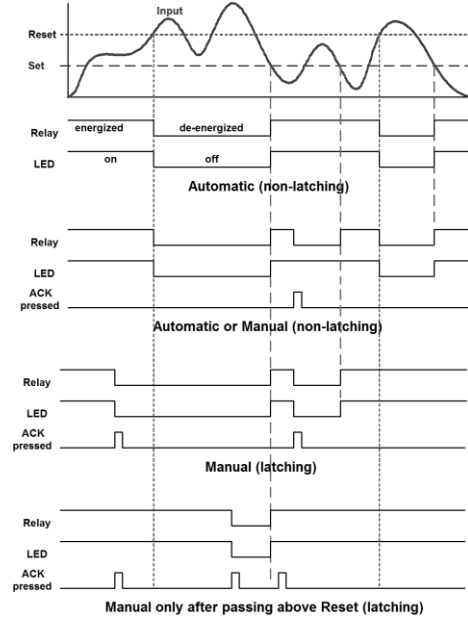 Input
Reset
Set
energized de-energized
Relay
on off
LED
Automatic (non-latching)
Relay
LED
ACK
pressed
Automatic or Manual (non-latching)
Relay
LED
ACK
pressed
Manual (latching)
Relay
LED
ACK
pressed
Manual only after passing above Reset (latching)